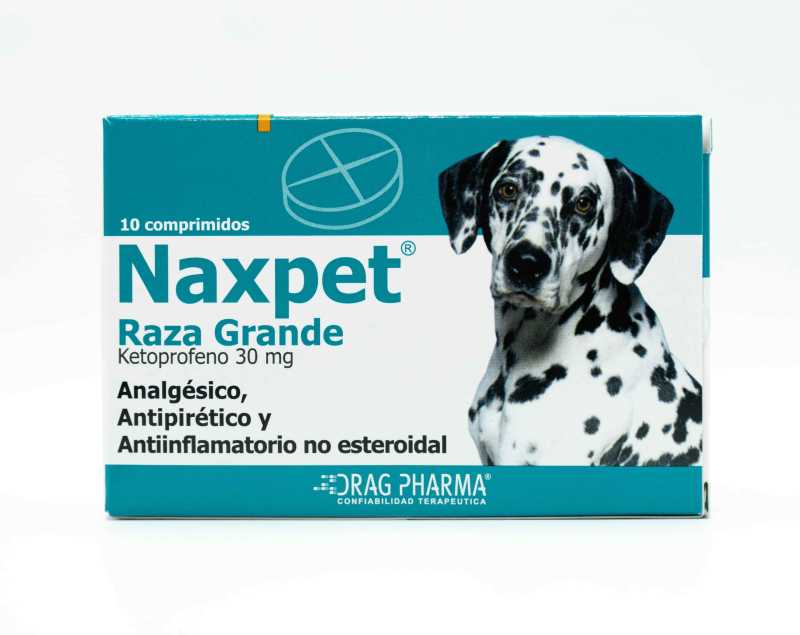 10 comprimidos
Naxpet®
Raza Grande
Ketoprofeno 30 mg
Analgésico,
Antipirético y
Antiinflamatorio no esteroidal
DRAG PHARMA®
CONFIABILIDAD TERAPEUTICA